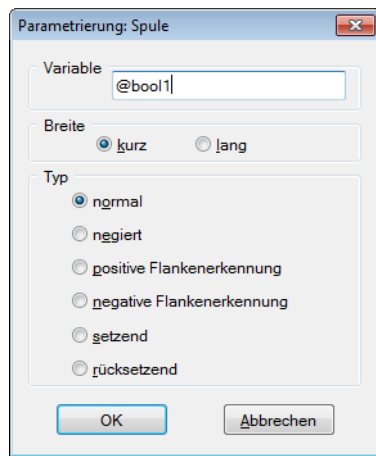 Parametrierung: Spule
Variable
@bool1
Breite
kurz lang
Typ
normal
negiert
positive Flankenerkennung
negative Flankenerkennung
setzend
rücksetzend
OK Abbrechen